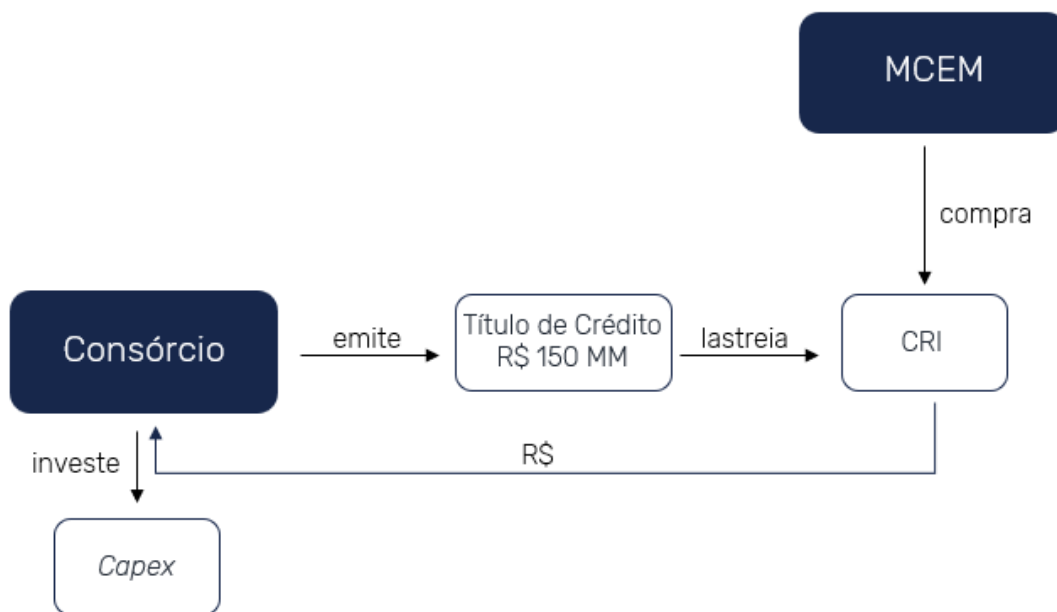 MCEM
compra
Consórcio
emite
Título de Crédito
R$ 150 MM
lastreia
CRI
R$
investe
Capex